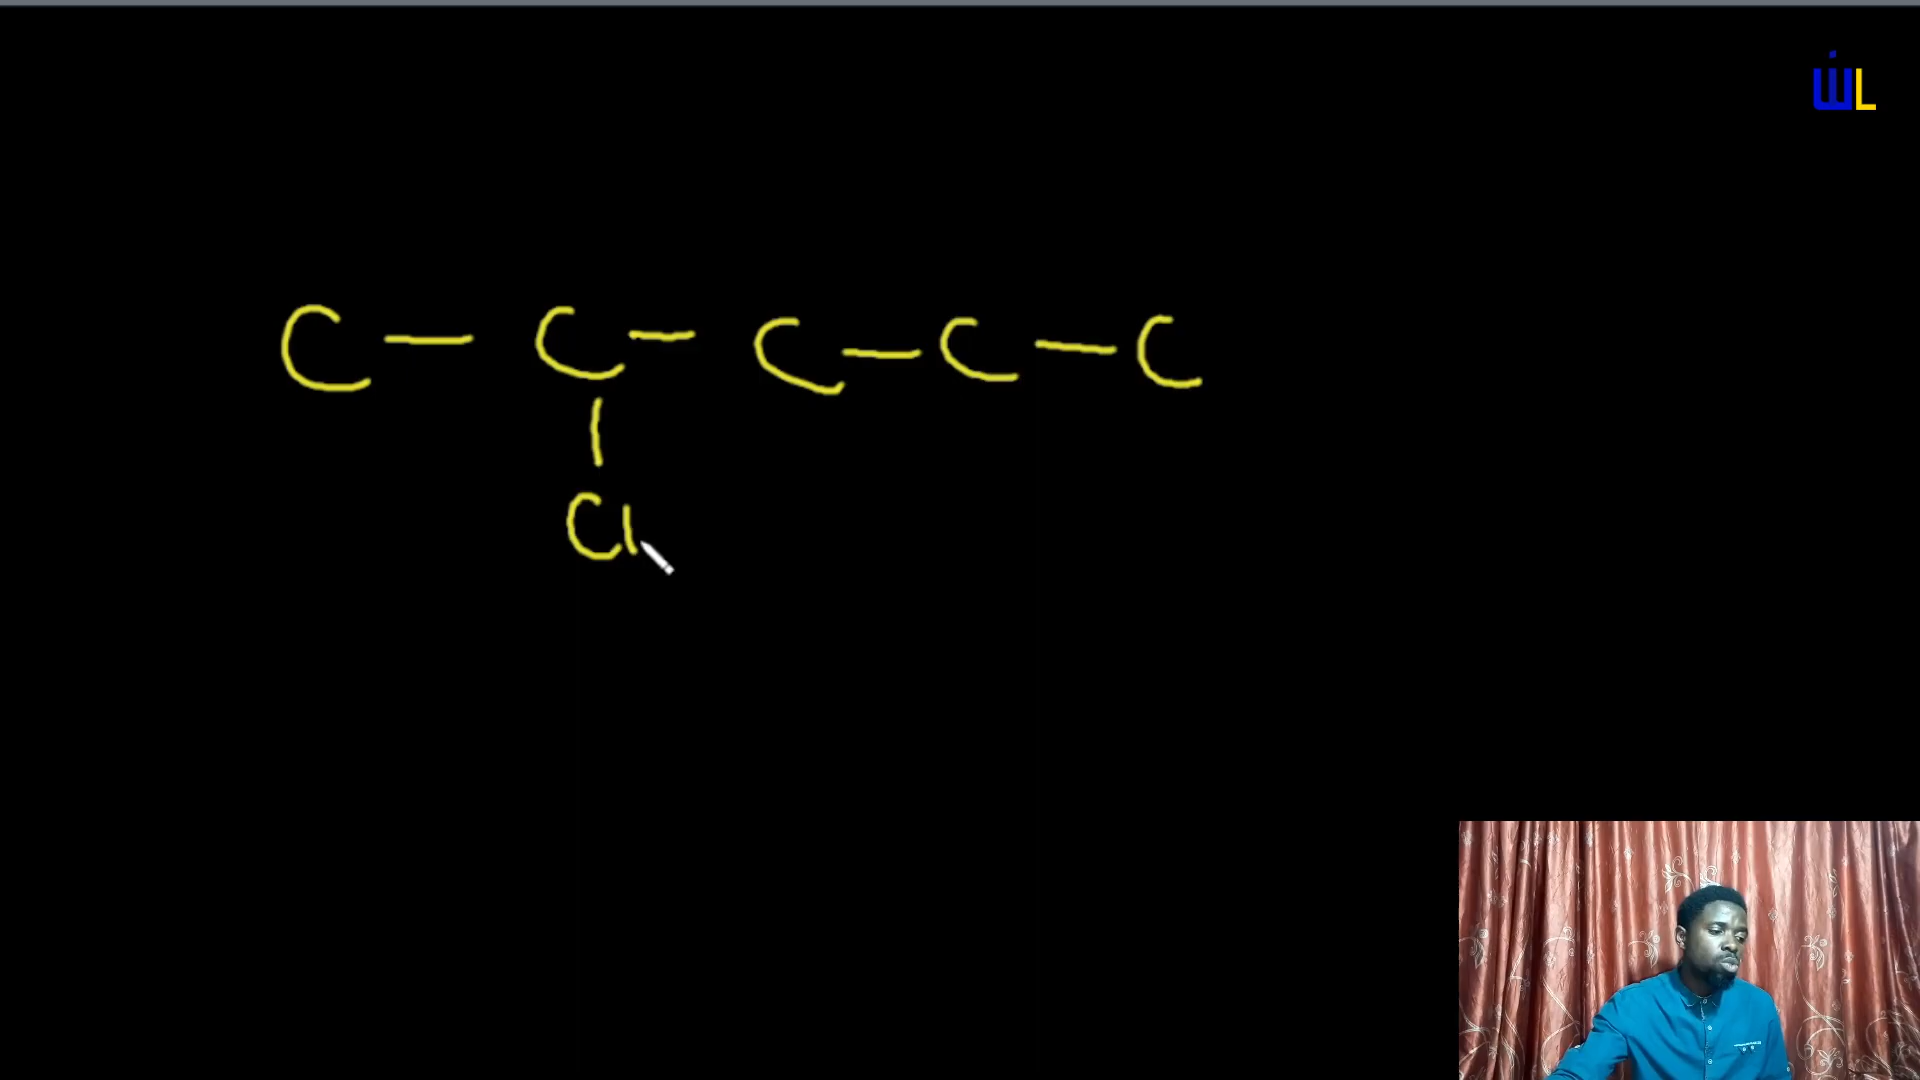 ẆL
C — C — C — C — C
|
Cl